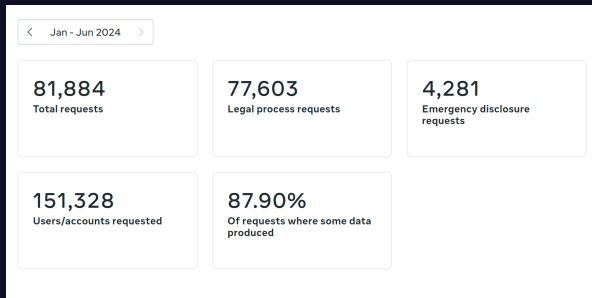 Jan - Jun 2024
81,884
Total requests
77,603
Legal process requests
4,281
Emergency disclosure
requests
151,328
Users/accounts requested
87.90%
Of requests where some data
produced